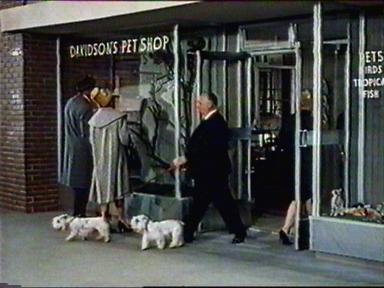 DAVIDSON'S PET SHOP
PETS
BIRDS
TROPICAL
FISH